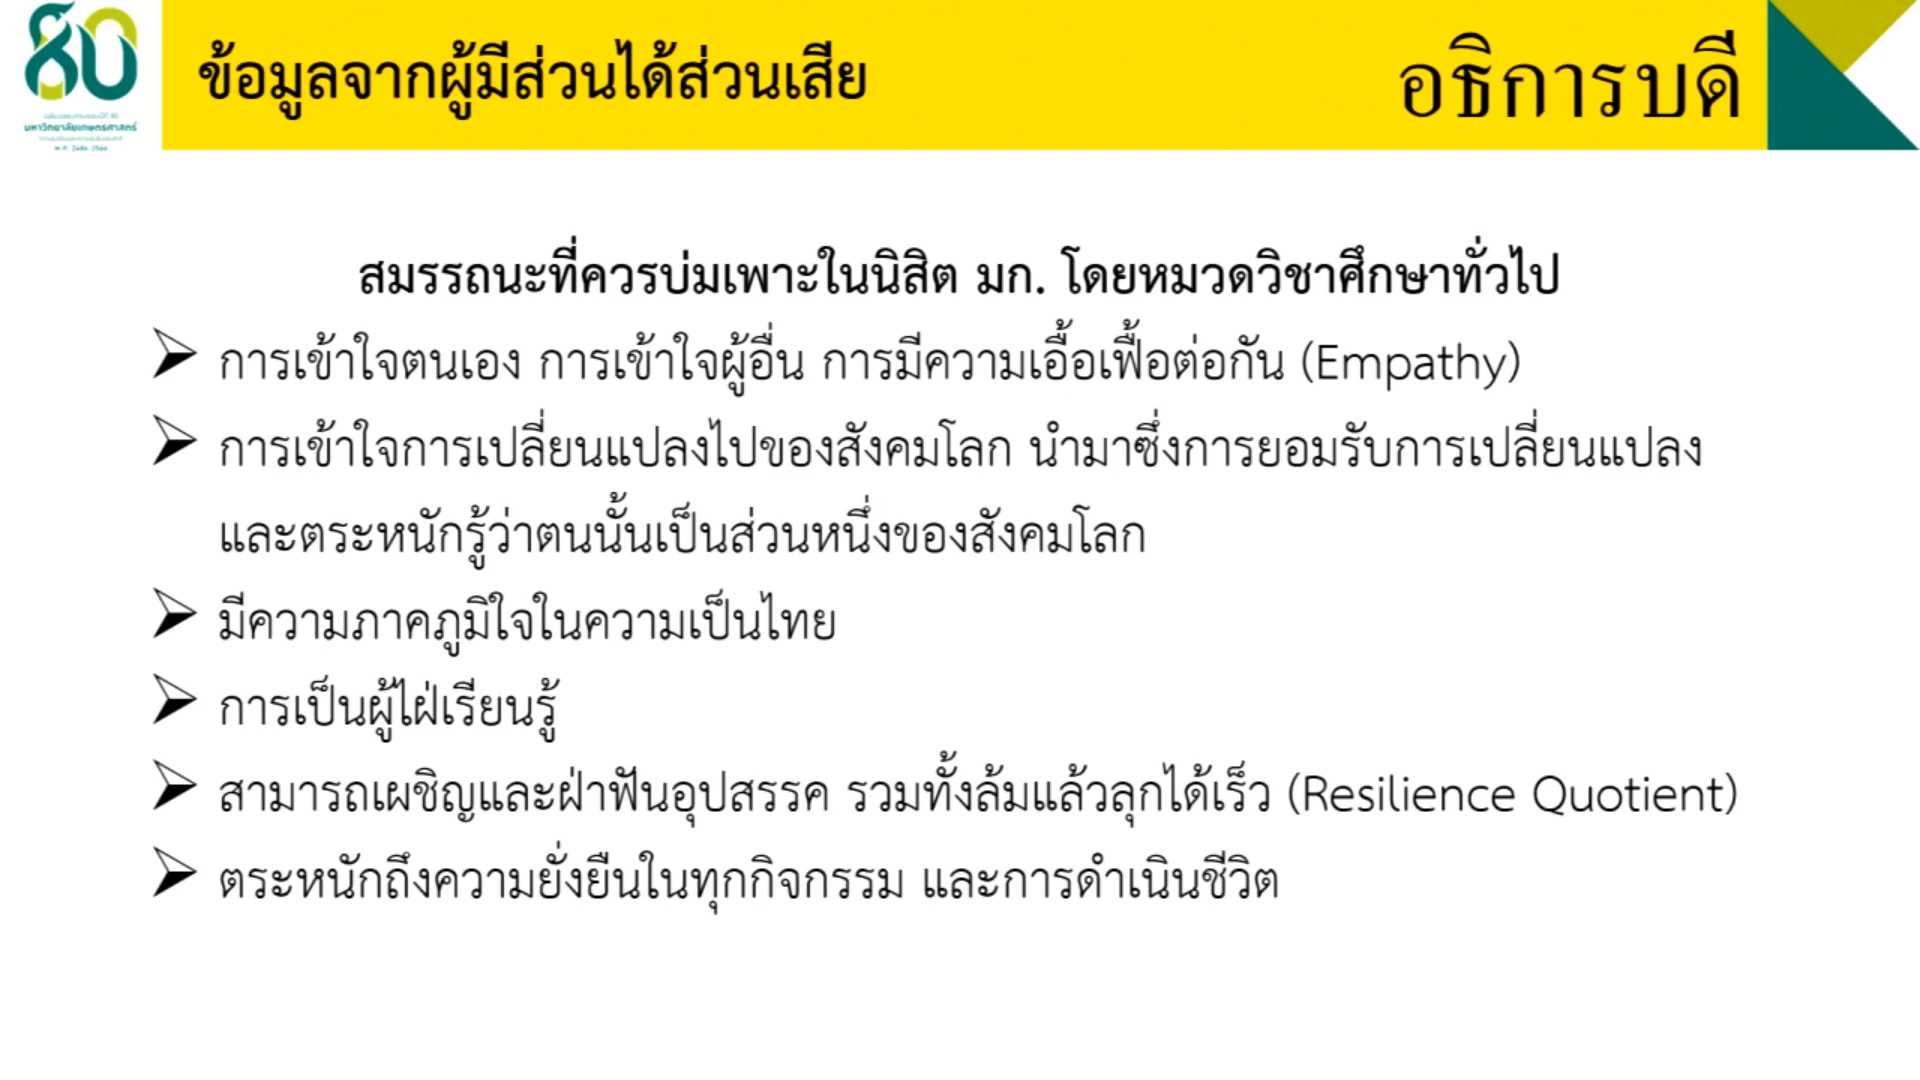 ข้อมูลจากผู้มีส่วนได้ส่วนเสีย
อธิการบดี
มหาวิทยาลัยเกษตรศาสตร์
พ.ศ. 2486-2566
สมรรถนะที่ควรบ่มเพาะในนิสิต มก. โดยหมวดวิชาศึกษาทั่วไป
การเข้าใจตนเอง การเข้าใจผู้อื่น การมีความเอื้อเฟื้อต่อกัน (Empathy)
การเข้าใจการเปลี่ยนแปลงไปของสังคมโลก นำมาซึ่งการยอมรับการเปลี่ยนแปลง
และตระหนักรู้ว่าตนนั้นเป็นส่วนหนึ่งของสังคมโลก
มีความภาคภูมิใจในความเป็นไทย
การเป็นผู้ไฝ่เรียนรู้
สามารถเผชิญและฝ่าฟันอุปสรรค รวมทั้งล้มแล้วลุกได้เร็ว (Resilience Quotient)
ตระหนักถึงความยั่งยืนในทุกกิจกรรม และการดำเนินชีวิต